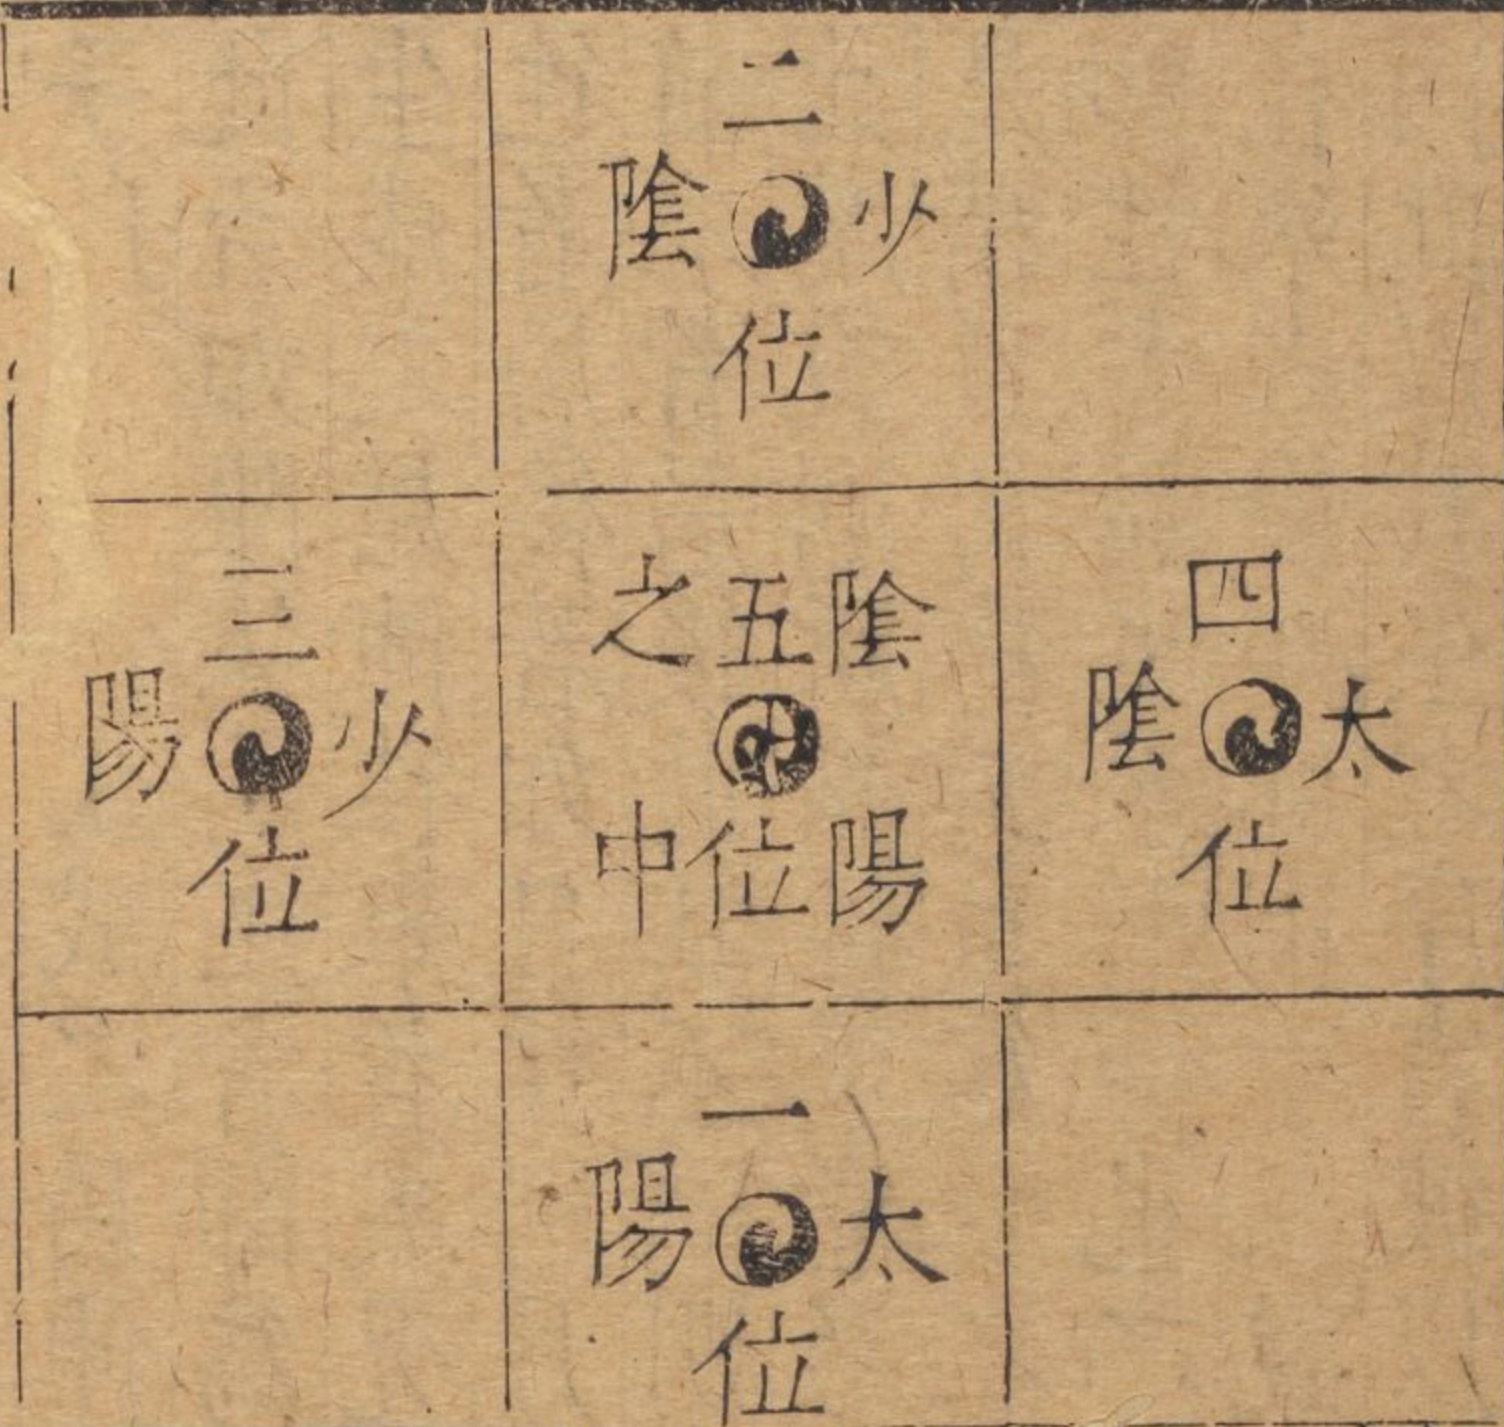 二
少陰
位
四
太陰
位
陰陽
五位
之中
三
少陽
位
一
太陽
位